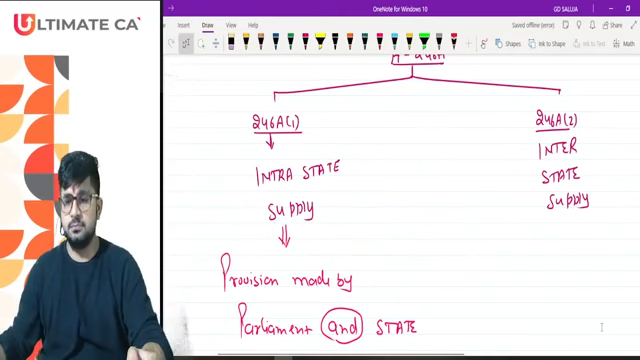 ULTIMATE CA
OneNote for Windows 10
GD SALUJA
Insert
Draw
View
Help
Saved offline (error)
Share
Shapes
Ink to Shape
Ink to Text
Math
246A(1)
246A(2)
INTRA STATE
Supply
INTER
STATE
Supply
Provision made by
Parliament and STATE